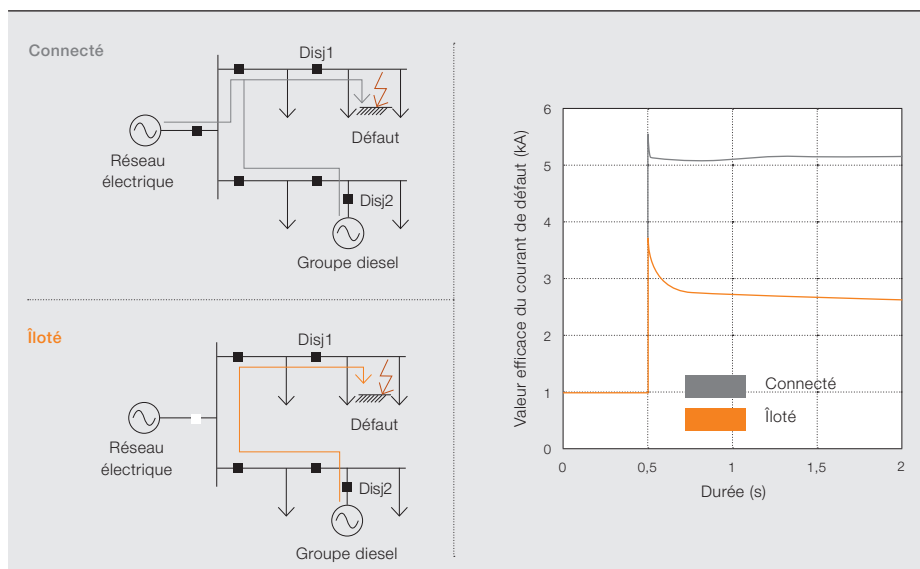 Connecté
Disj1
Défaut
Réseau
électrique
Disj2
Groupe diesel
Îloté
Disj1
Défaut
Réseau
électrique
Disj2
Groupe diesel
Valeur efficace du courant de défaut (kA)
6
5
4
3
2
1
0
Connecté
Îloté
0
0,5
1
1,5
2
Durée (s)